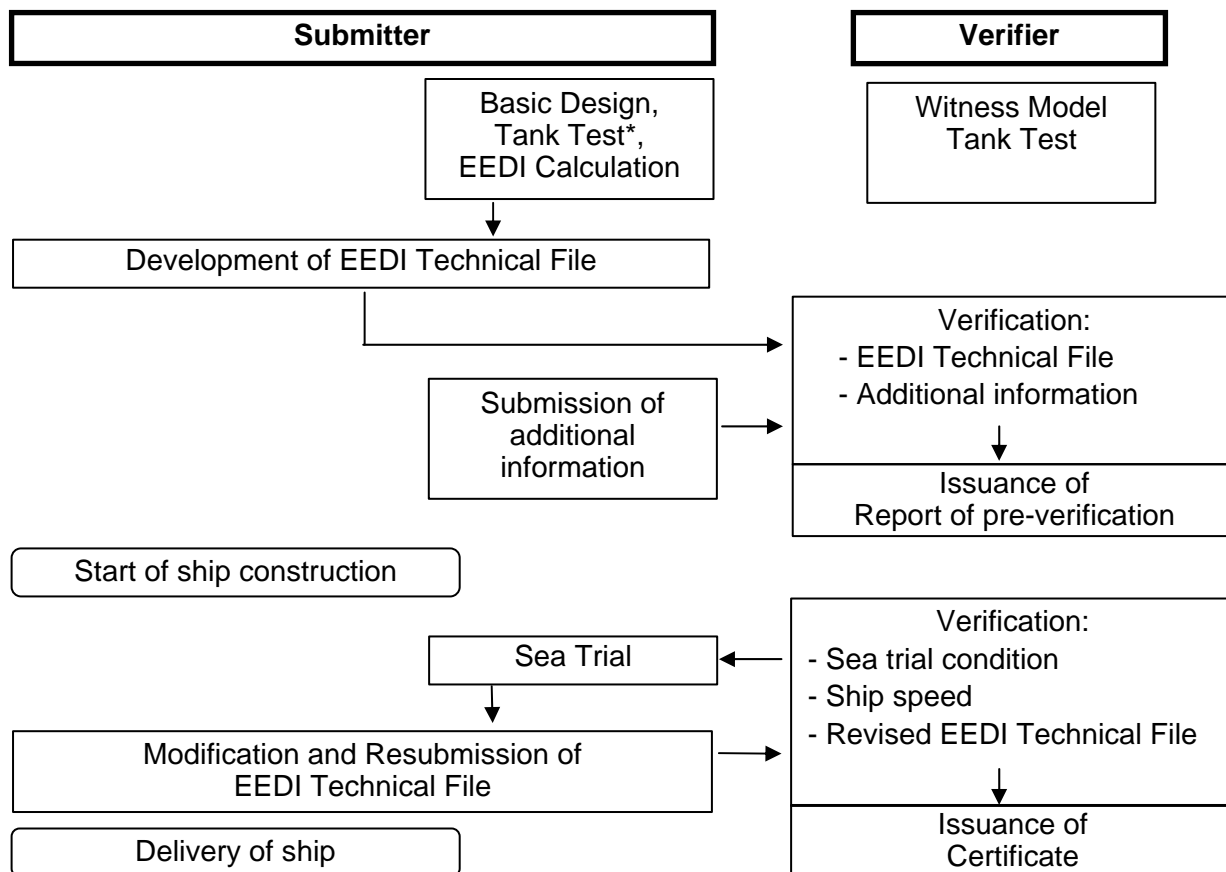 Submitter
Verifier
Basic Design,
Tank Test*,
EEDI Calculation
Witness Model
Tank Test
Development of EEDI Technical File
Verification:
- EEDI Technical File
- Additional information
Submission of
additional
information
Issuance of
Report of pre-verification
Start of ship construction
Verification:
- Sea trial condition
- Ship speed
- Revised EEDI Technical File
Sea Trial
Modification and Resubmission of
EEDI Technical File
Issuance of
Certificate
Delivery of ship